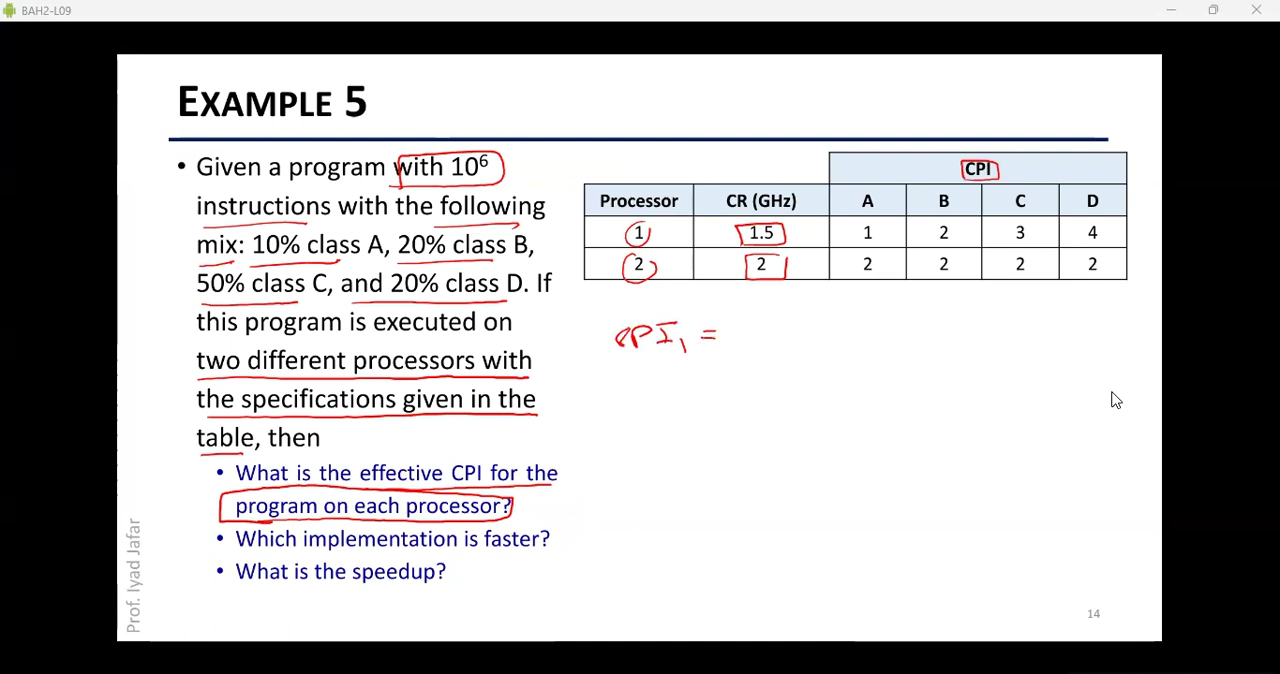 BAH2-L09
EXAMPLE 5
• Given a program with 10⁶
instructions with the following
mix: 10% class A, 20% class B,
50% class C, and 20% class D. If
this program is executed on
two different processors with
the specifications given in the
table, then
• What is the effective CPI for the
program on each processor?
• Which implementation is faster?
• What is the speedup?
CPI
Processor CR (GHz) A B C D
1 1.5 1 2 3 4
2 2 2 2 2 2
CPI₁ =
Prof. Iyad Jafar
14